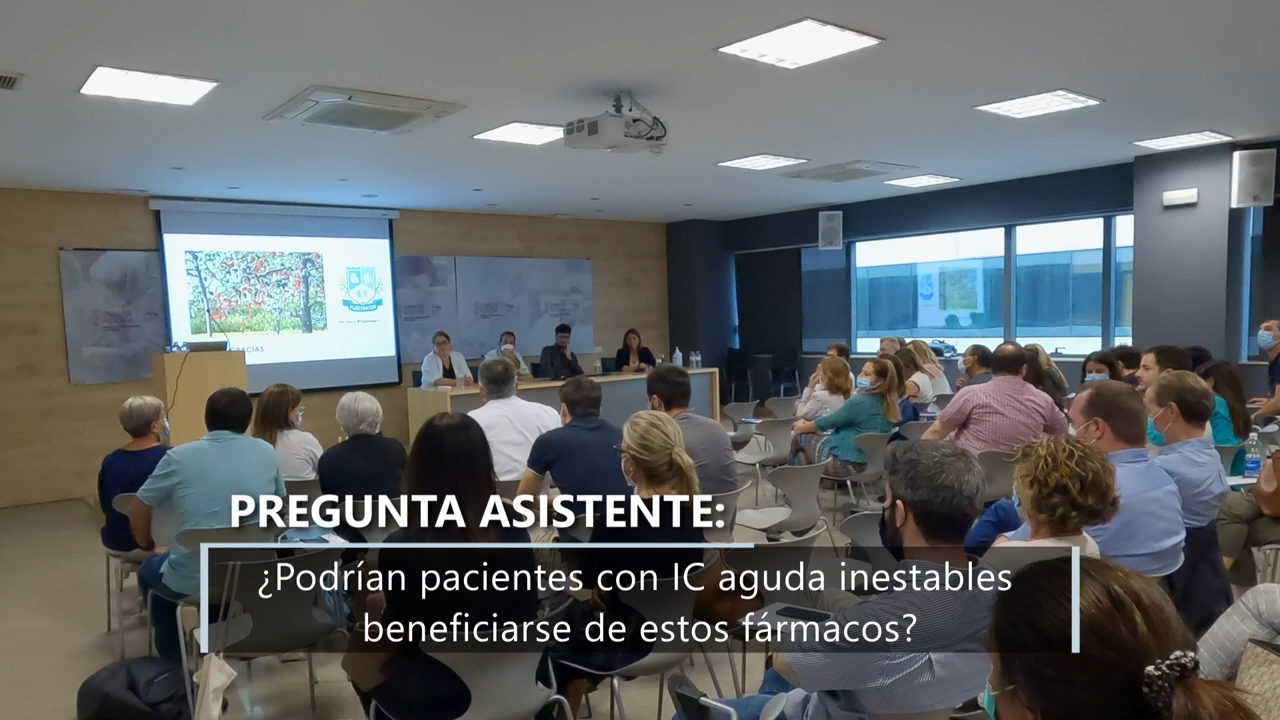 PREGUNTA ASISTENTE:
¿Podrían pacientes con IC aguda inestables
beneficiarse de estos fármacos?